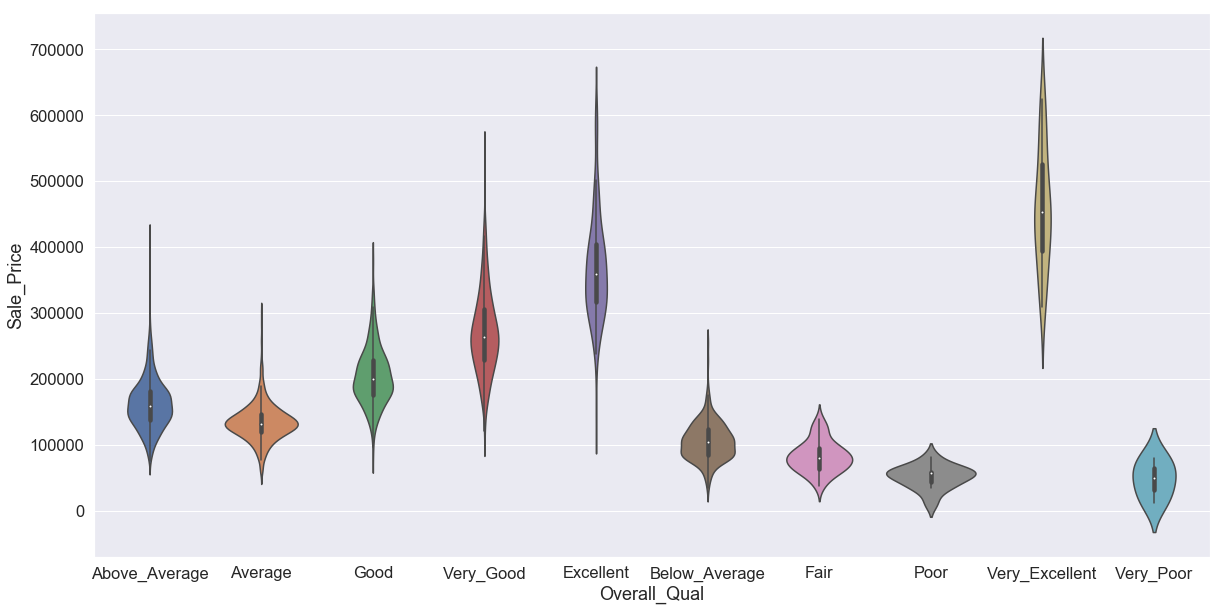 700000
600000
500000
400000
300000
200000
100000
0
Sale_Price
Above_Average Average Good Very_Good Excellent Below_Average Fair Poor Very_Excellent Very_Poor
Overall_Qual